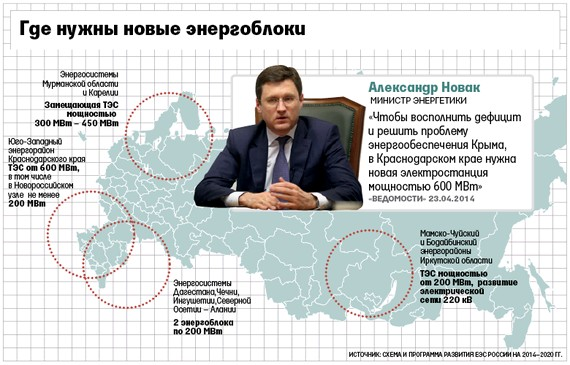 Где нужны новые энергоблоки
Энергосистемы
Мурманской области
и Карелии
Замещающая ТЭС
мощностью
300 МВт – 450 МВт
Юго-Западный
энергорайон
Краснодарского края
ТЭС от 600 МВт,
в том числе
в Новороссийском
узле не менее
200 МВт
Александр Новак
МИНИСТР ЭНЕРГЕТИКИ
«Чтобы восполнить дефицит
и решить проблему
энергообеспечения Крыма,
в Краснодарском крае нужна
новая электростанция
мощностью 600 МВт»
-ВЕДОМОСТИ- 23.04.2014
Энергосистемы
Дагестана,Чечни,
Ингушетии,Северной
Осетии – Алании
2 энергоблока
по 200 МВт
Мамско-Чуйский
и Бодайбинский
энергорайоны
Иркутской области
ТЭС мощностью
от 200 МВт, развитие
электрической
сети 220 кВ
ИСТОЧНИК: СХЕМА И ПРОГРАММА РАЗВИТИЯ ЕЭС РОССИИ НА 2014–2020 ГГ.